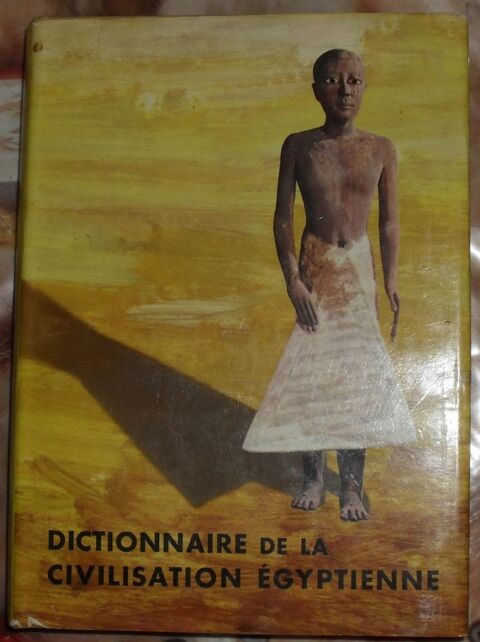 DICTIONNAIRE DE LA
CIVILISATION ÉGYPTIENNE